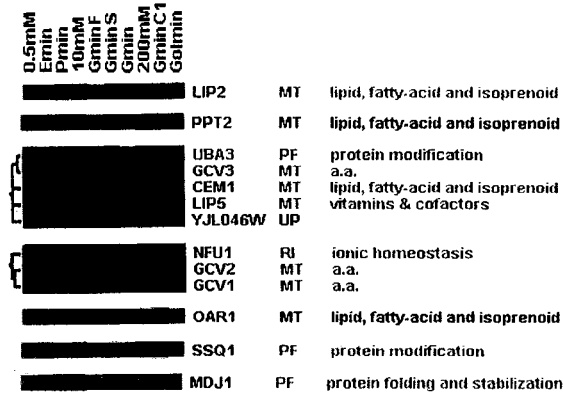 0.5mM
Emin
Pmin
10mM
GminF
GminS
Gmin
200mM
GminC1
Golmin
LIP2 MT lipid, fatty-acid and isoprenoid
PPT2 MT lipid, fatty-acid and isoprenoid
UBA3 PF protein modification
GCV3 MT a.a.
CEM1 MT lipid, fatty-acid and isoprenoid
LIP5 MT vitamins & cofactors
YJL046W UP
NFU1 RI ionic homeostasis
GCV2 MT a.a.
GCV1 MT a.a.
OAR1 MT lipid, fatty-acid and isoprenoid
SSQ1 PF protein modification
MDJ1 PF protein folding and stabilization